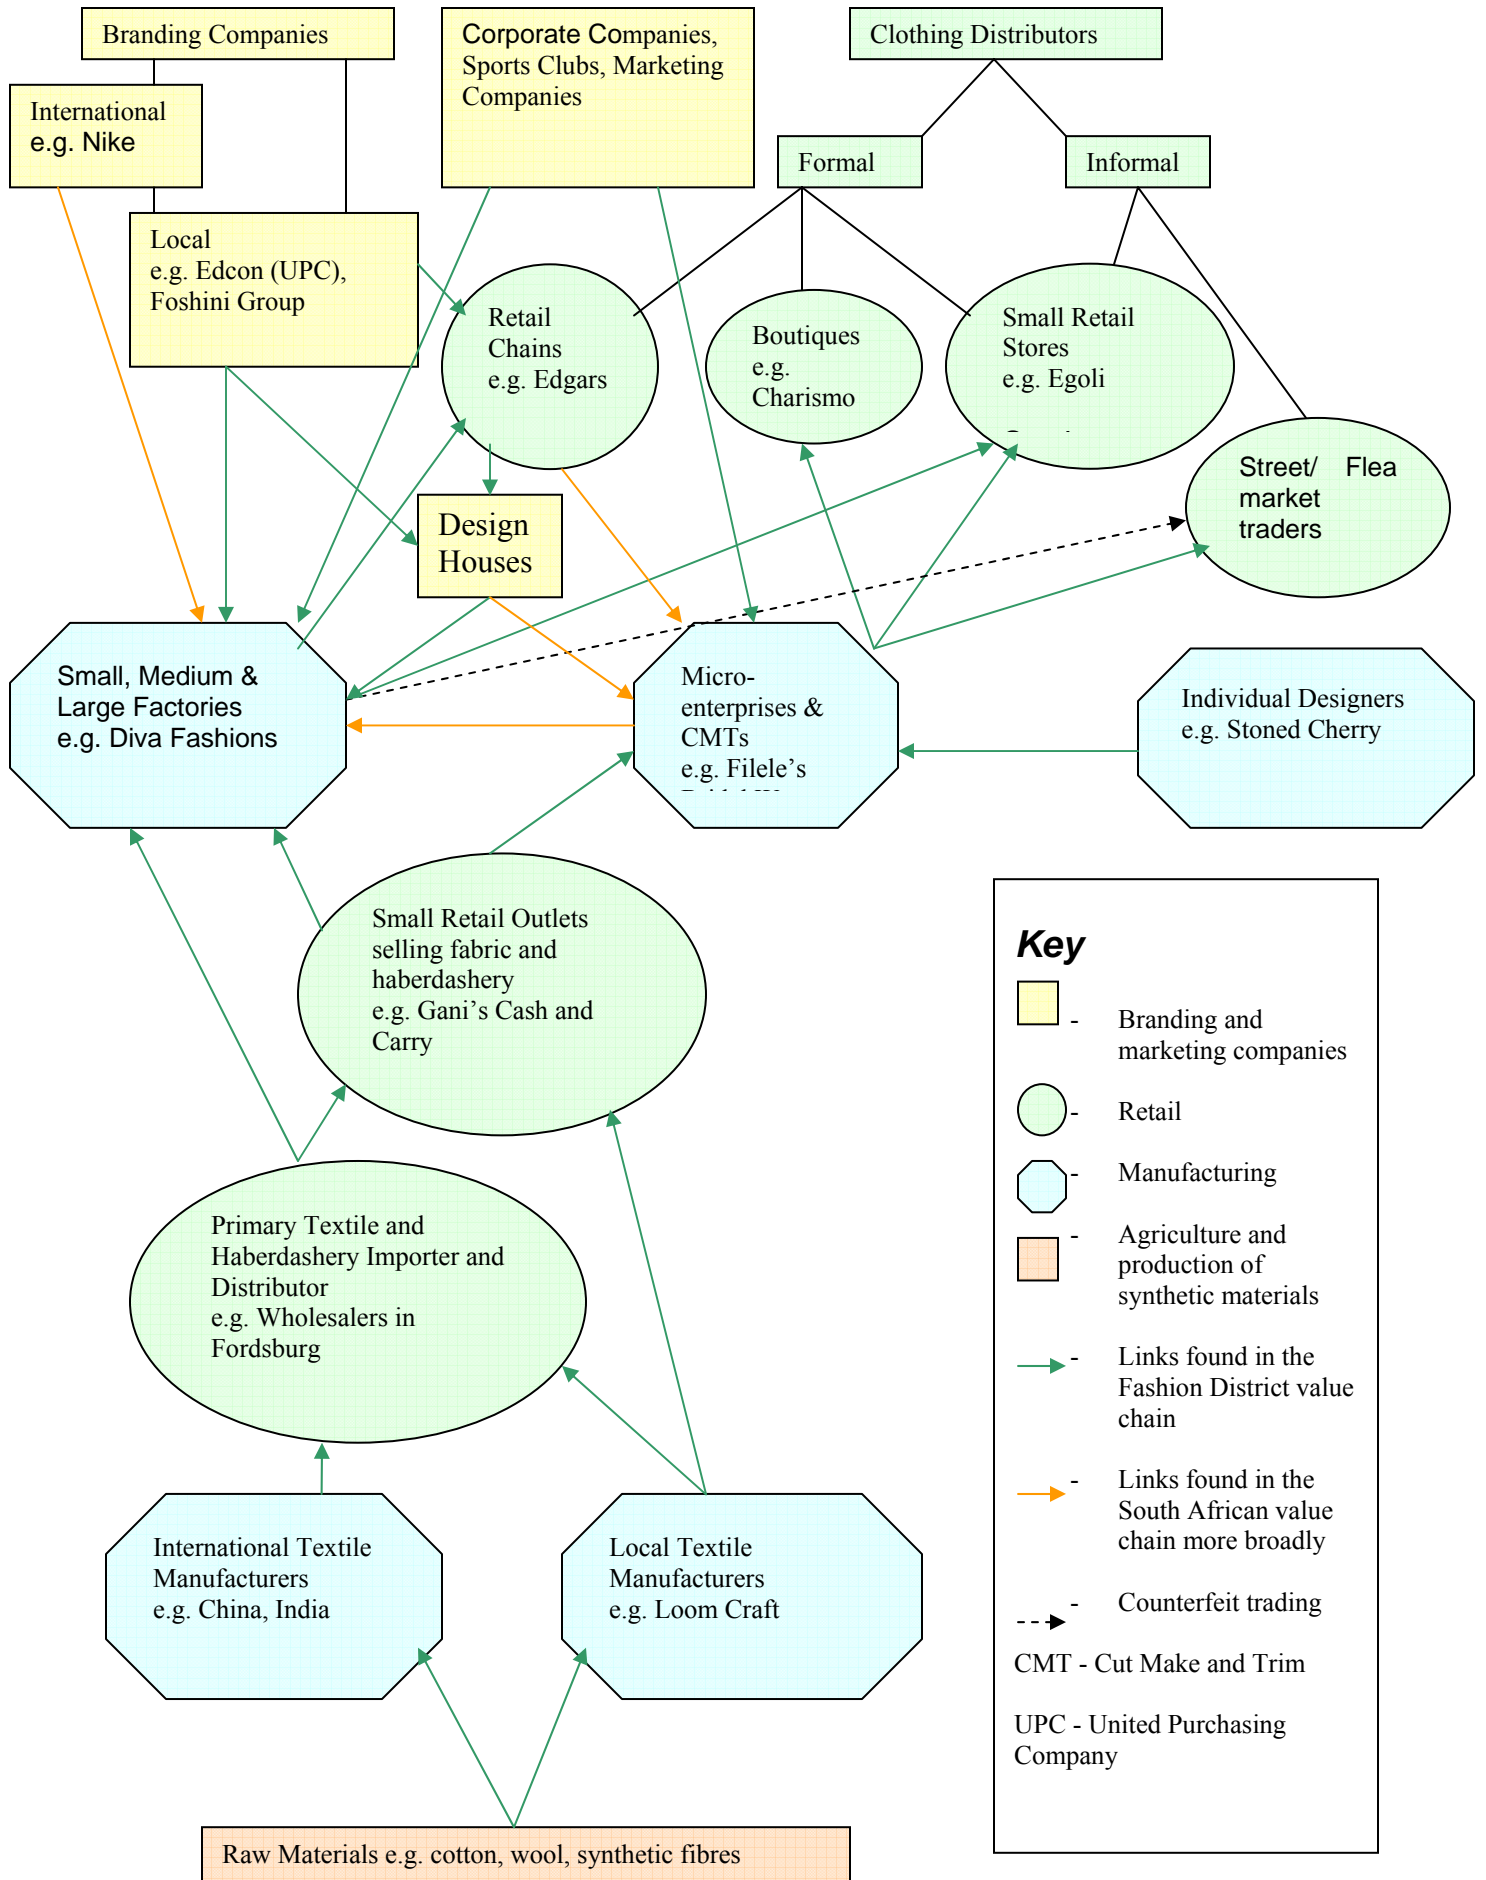 Branding Companies
Corporate Companies,
Sports Clubs, Marketing
Companies
Clothing Distributors
International
e.g. Nike
Formal
Informal
Local
e.g. Edcon (UPC),
Foshini Group
Retail
Chains
e.g. Edgars
Boutiques
e.g.
Charismo
Small Retail
Stores
e.g. Egoli
Street/ Flea
market
traders
Design
Houses
Small, Medium &
Large Factories
e.g. Diva Fashions
Micro-
enterprises &
CMTs
e.g. Filele’s
Individual Designers
e.g. Stoned Cherry
Small Retail Outlets
selling fabric and
haberdashery
e.g. Gani’s Cash and
Carry
Primary Textile and
Haberdashery Importer and
Distributor
e.g. Wholesalers in
Fordsburg
International Textile
Manufacturers
e.g. China, India
Local Textile
Manufacturers
e.g. Loom Craft
Raw Materials e.g. cotton, wool, synthetic fibres
Key
- Branding and
marketing companies
- Retail
- Manufacturing
- Agriculture and
production of
synthetic materials
- Links found in the
Fashion District value
chain
- Links found in the
South African value
chain more broadly
- Counterfeit trading
CMT - Cut Make and Trim
UPC - United Purchasing
Company